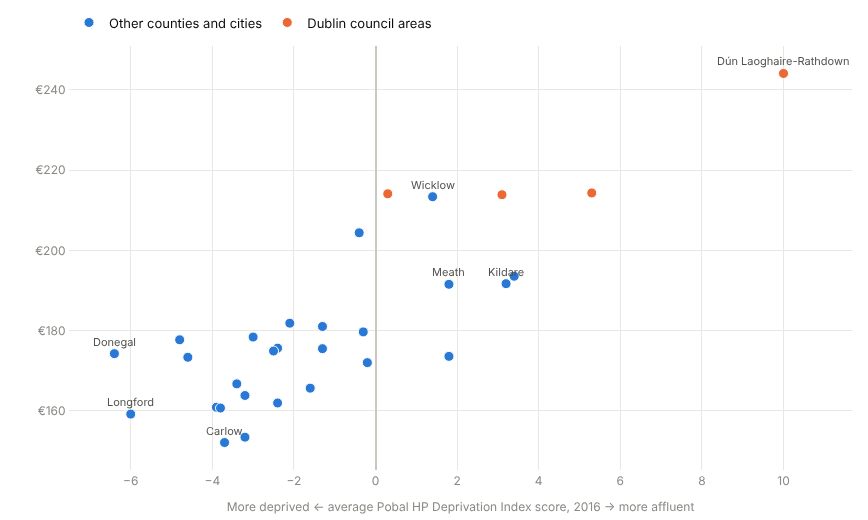 Other counties and cities
Dublin council areas
Dún Laoghaire-Rathdown
€240
€220
Wicklow
€200
Meath
Kildare
€180
Donegal
Longford
€160
Carlow
−6
−4
−2
0
2
4
6
8
10
More deprived ← average Pobal HP Deprivation Index score, 2016 → more affluent